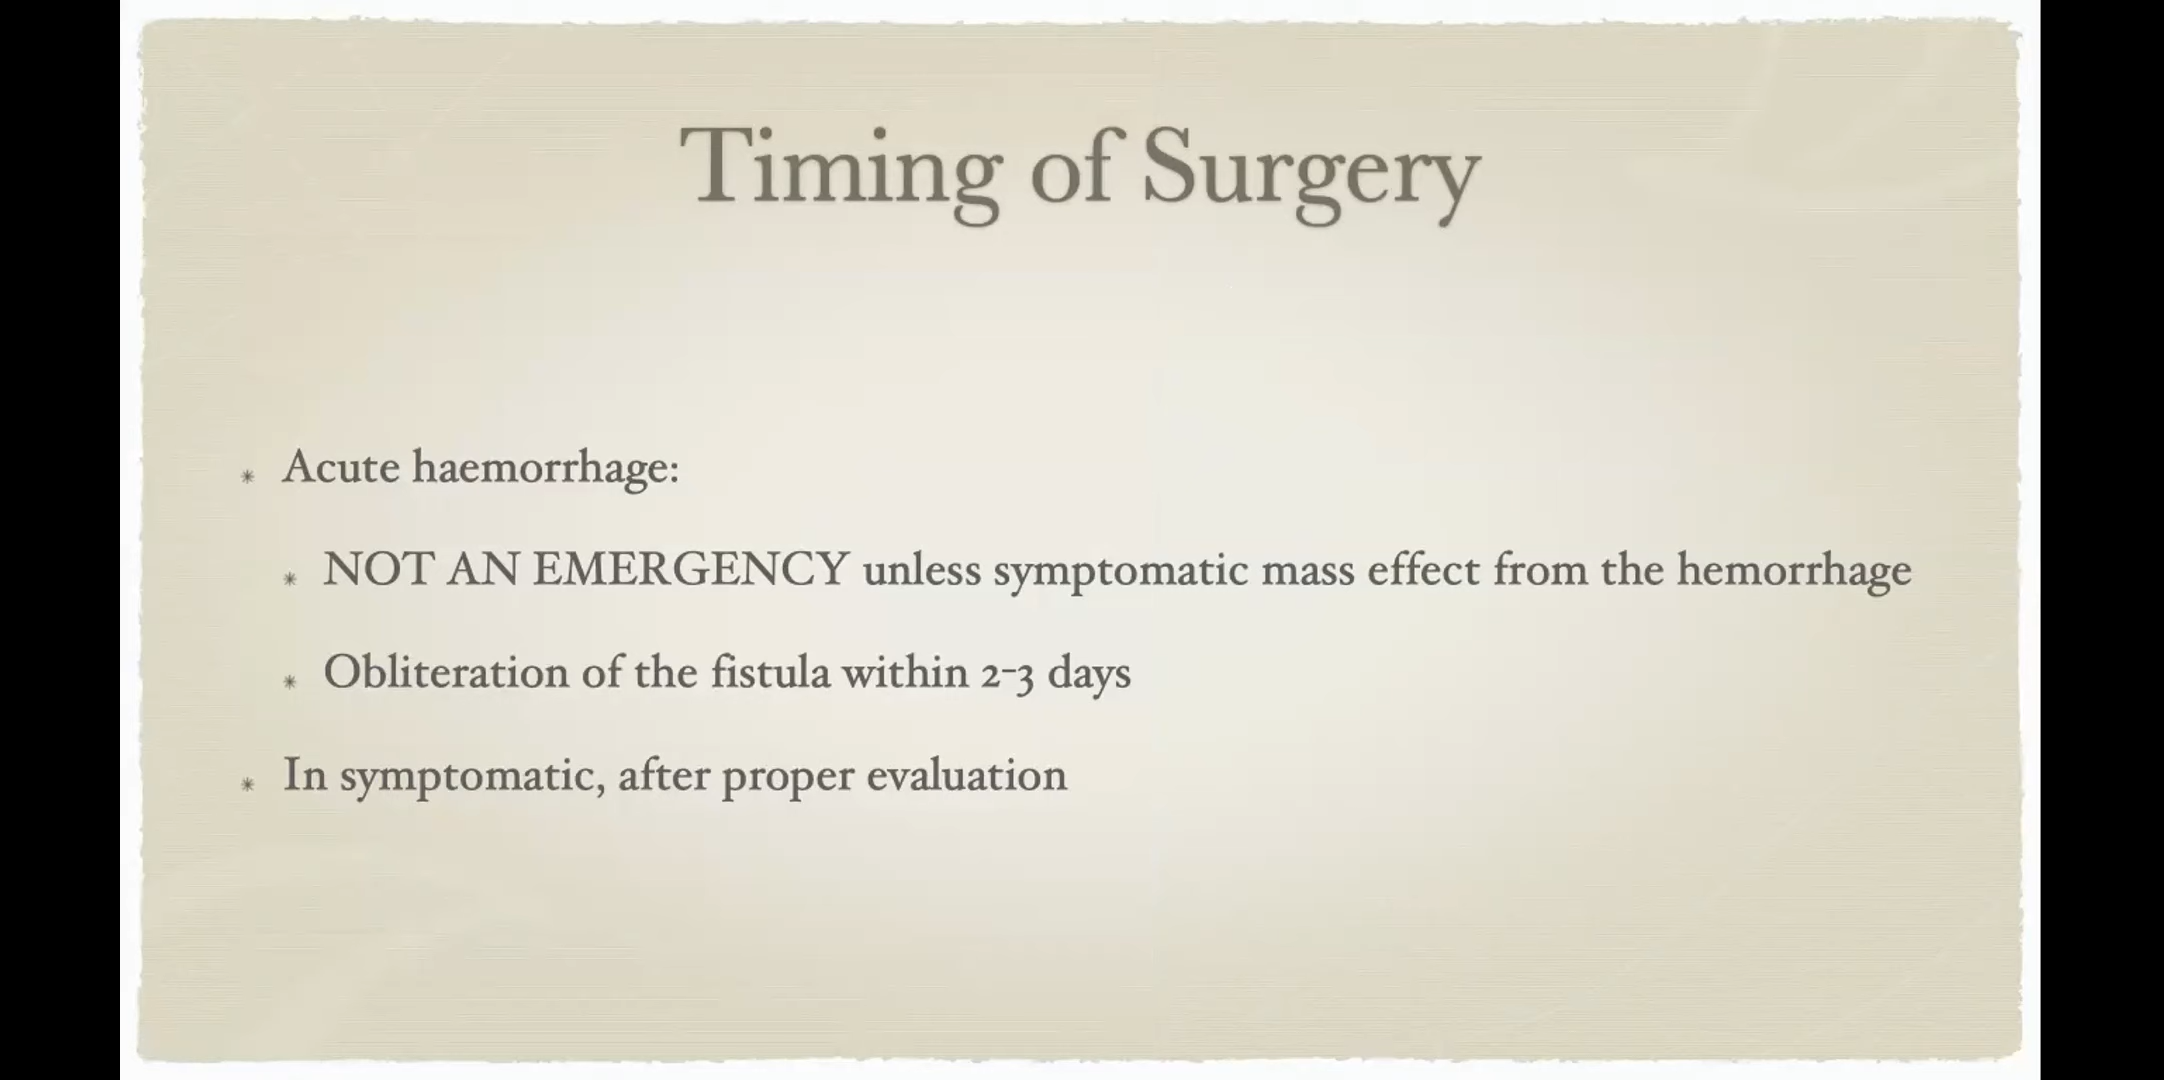 Timing of Surgery
* Acute haemorrhage:
* NOT AN EMERGENCY unless symptomatic mass effect from the hemorrhage
* Obliteration of the fistula within 2-3 days
* In symptomatic, after proper evaluation